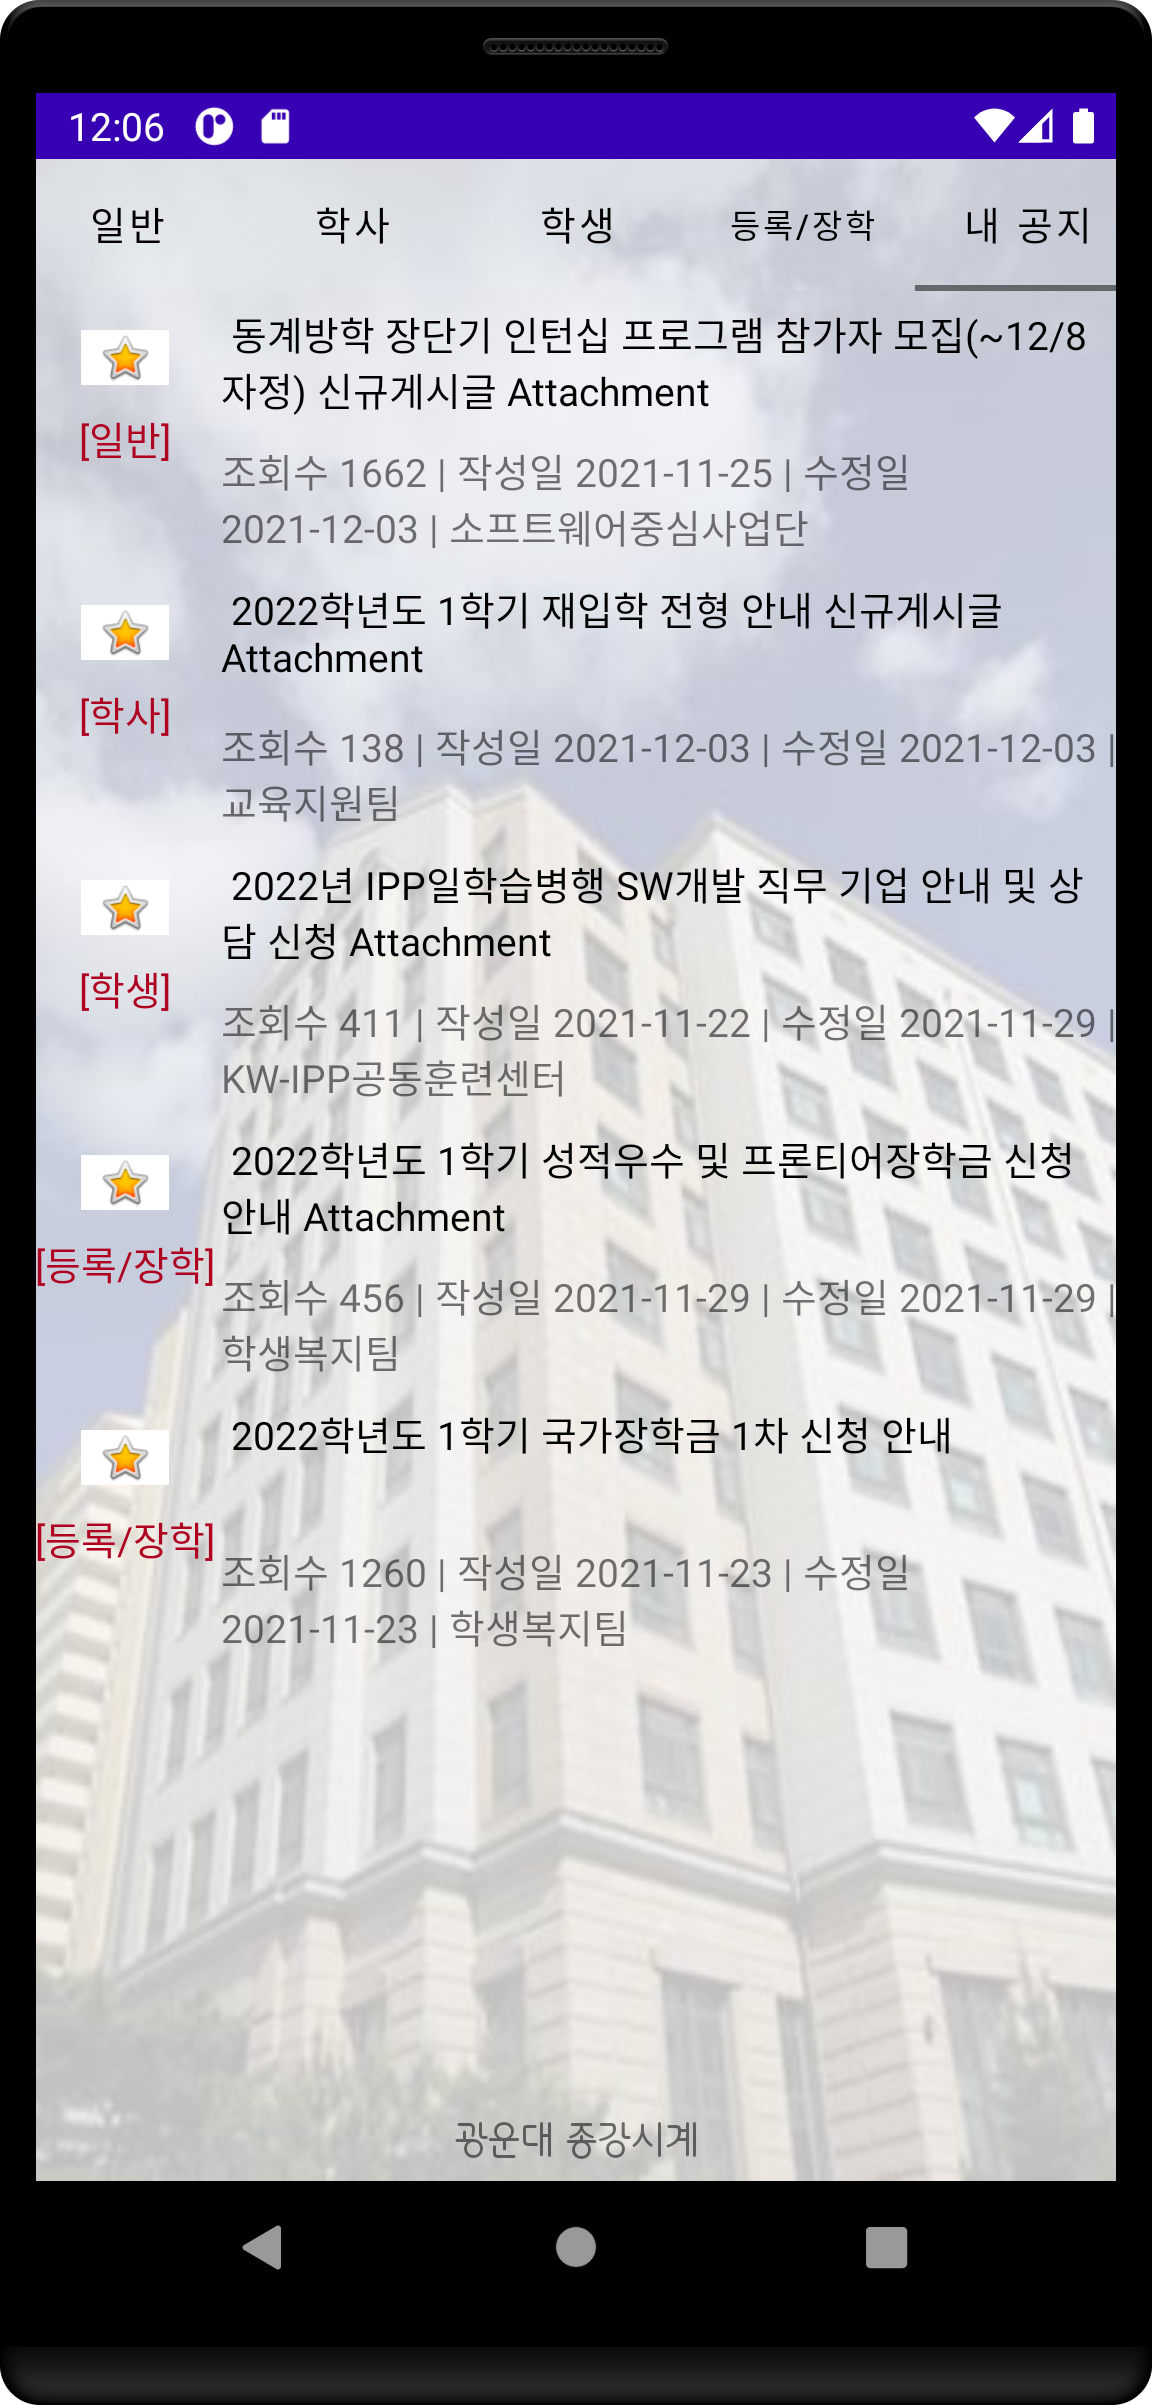 12:06
일반 학사 학생 등록/장학 내 공지
동계방학 장단기 인턴십 프로그램 참가자 모집(~12/8
자정) 신규게시글 Attachment
[일반]
조회수 1662 | 작성일 2021-11-25 | 수정일
2021-12-03 | 소프트웨어중심사업단
2022학년도 1학기 재입학 전형 안내 신규게시글
Attachment
[학사]
조회수 138 | 작성일 2021-12-03 | 수정일 2021-12-03 |
교육지원팀
2022년 IPP일학습병행 SW개발 직무 기업 안내 및 상
담 신청 Attachment
[학생]
조회수 411 | 작성일 2021-11-22 | 수정일 2021-11-29 |
KW-IPP공동훈련센터
2022학년도 1학기 성적우수 및 프론티어장학금 신청
안내 Attachment
[등록/장학]
조회수 456 | 작성일 2021-11-29 | 수정일 2021-11-29 |
학생복지팀
2022학년도 1학기 국가장학금 1차 신청 안내
[등록/장학]
조회수 1260 | 작성일 2021-11-23 | 수정일
2021-11-23 | 학생복지팀
광운대 종강시계